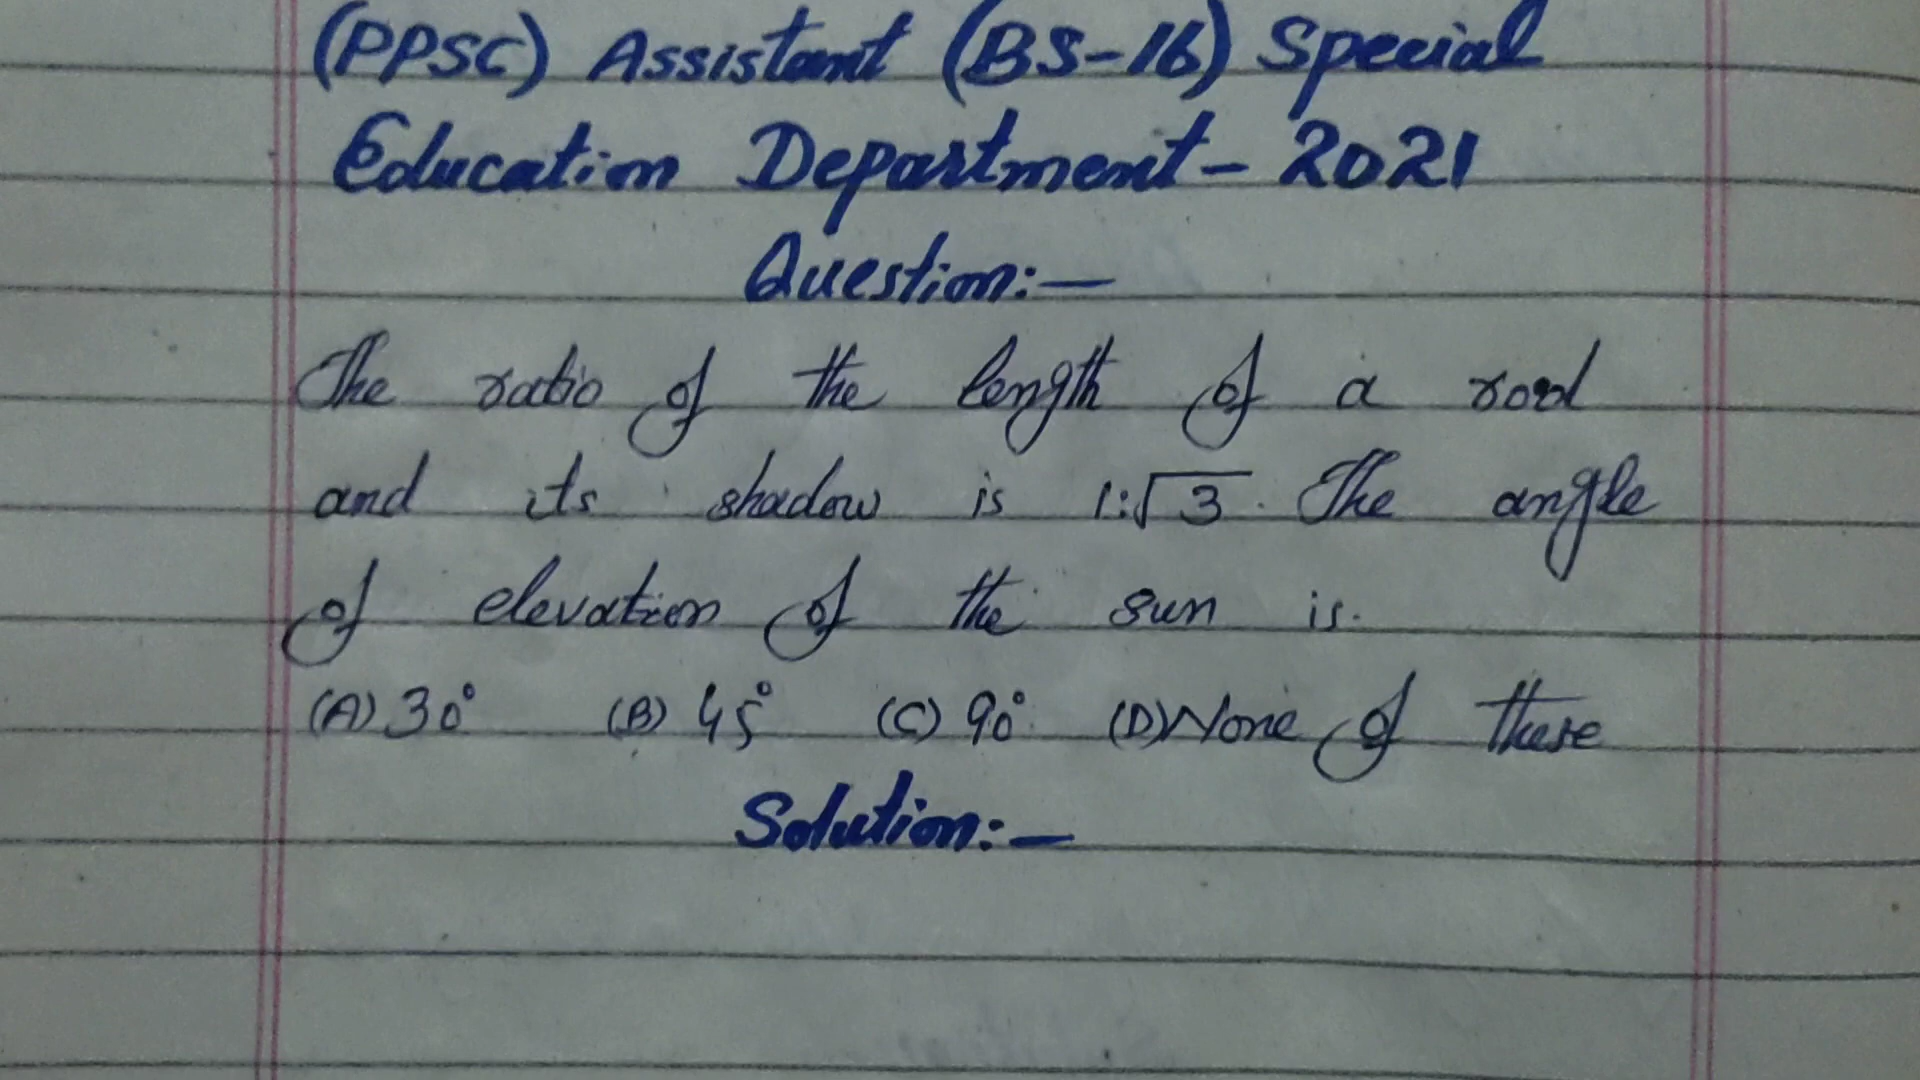 (PPSC) Assistant (BS-16) Special
Education Department - 2021
Question:-
The ratio of the length of a rod
and its shadow is 1:√3. The angle
of elevation of the sun is.
(A) 30° (B) 45° (C) 90° (D) None of these
Solution:-